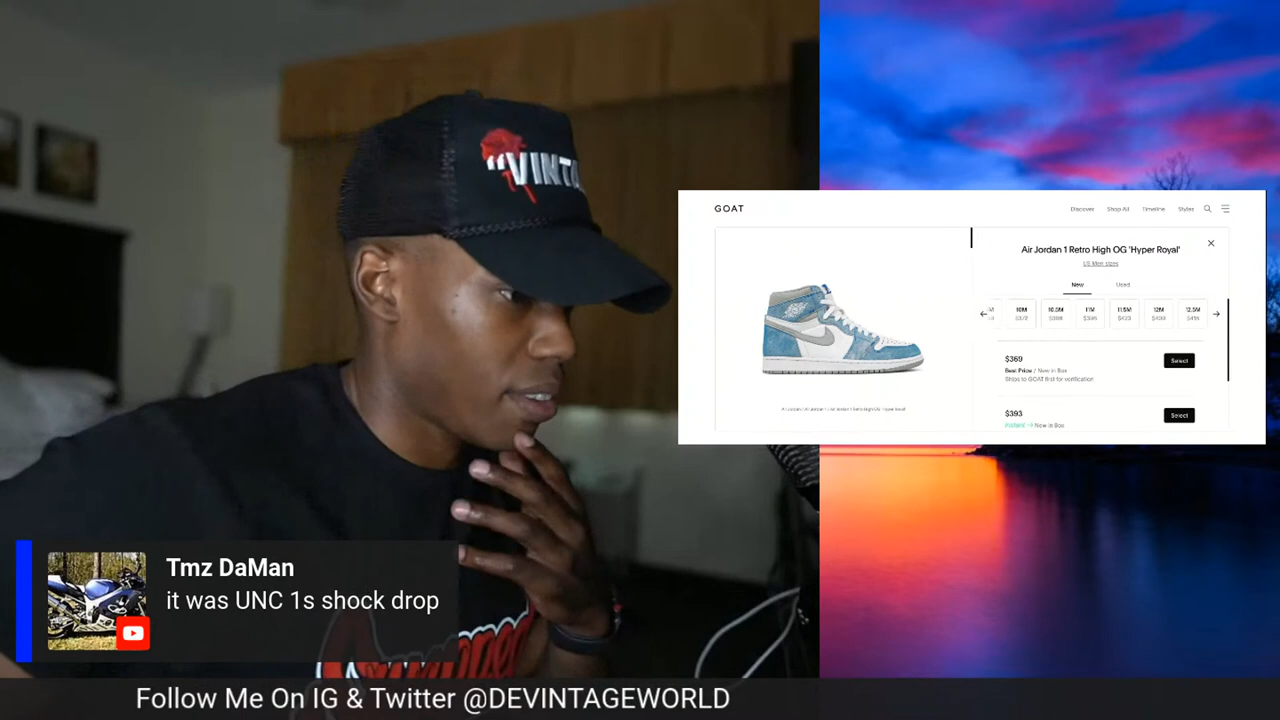 "VINTA
GOAT
Discover Shop All Timeline Styles
Air Jordan 1 Retro High OG 'Hyper Royal'
US Men sizes
New Used
10M 10.5M 11M 11.5M 12M 12.5M
$372 $433
$369 Select
Best Price / New in Box
Ships to GOAT first for verification
$393 Select
Instant New in Box
Tmz DaMan
it was UNC 1s shock drop
Follow Me On IG & Twitter @DEVINTAGEWORLD